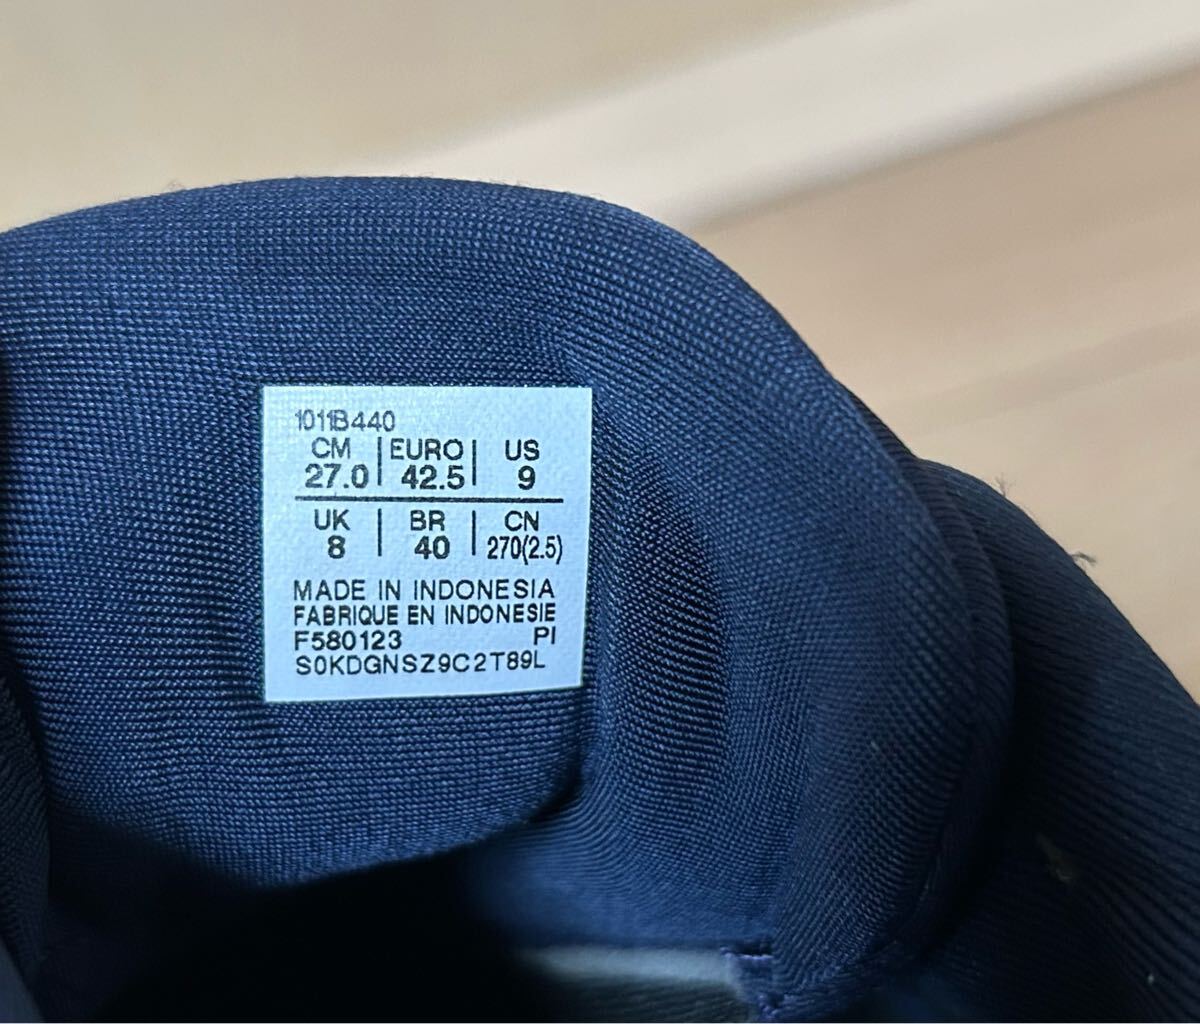 1011B440
CM | EURO | US
27.0 | 42.5 | 9
UK | BR | CN
8 | 40 | 270(2.5)
MADE IN INDONESIA
FABRIQUE EN INDONESIE
F580123 PI
S0KDGNSZ9C2T89L